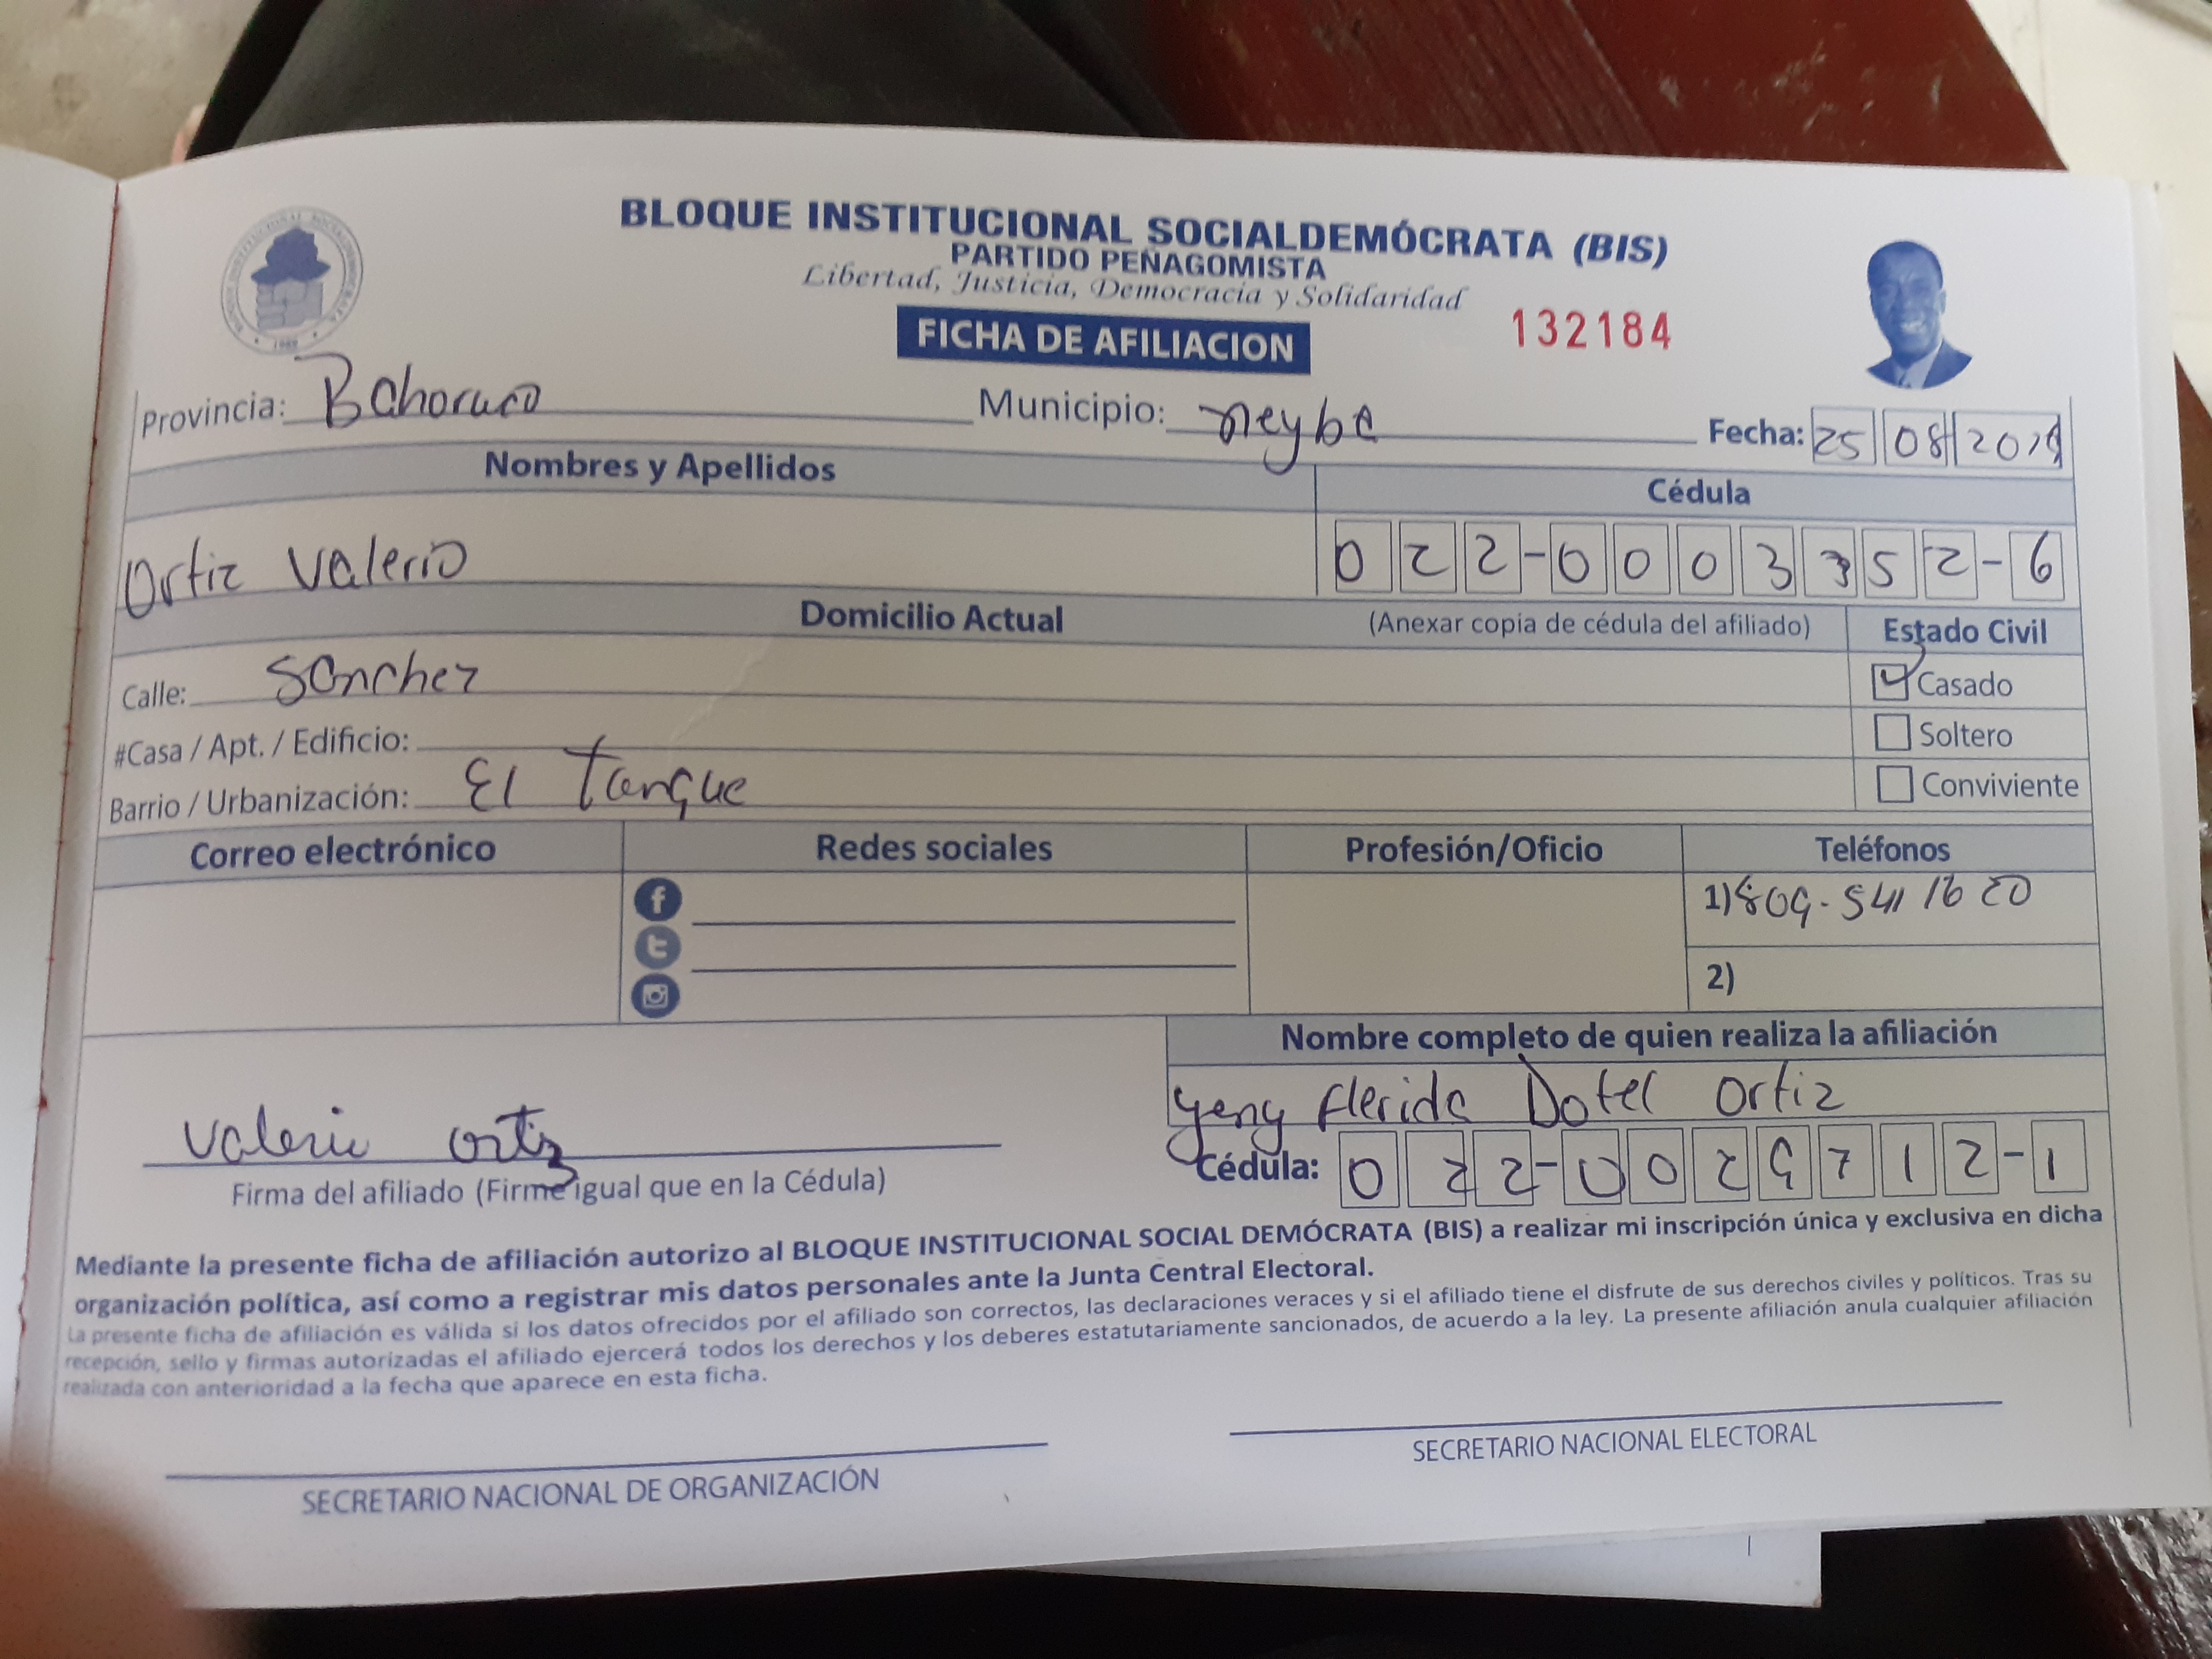 BLOQUE INSTITUCIONAL SOCIALDEMÓCRATA (BIS)
PARTIDO PEÑAGOMISTA
Libertad, Justicia, Democracia y Solidaridad
FICHA DE AFILIACION
132184
Provincia: Bahoruco Municipio: neyba Fecha: 25 08
Nombres y Apellidos Cédula
Ortiz Valerio 022-0003352-6
Domicilio Actual (Anexar copia de cédula del afiliado) Estado Civil
Calle: Sanchez Casado
#Casa / Apt. / Edificio: Soltero
Barrio / Urbanización: El Tanque Conviviente
Correo electrónico Redes sociales Profesión/Oficio Teléfonos
1) 809-541 16 20
2)
Nombre completo de quien realiza la afiliación
yeny flerida Dotel Ortiz
Valerio Ortiz
Cédula: 022-0029712-1
Firma del afiliado (Firme igual que en la Cédula)
Mediante la presente ficha de afiliación autorizo al BLOQUE INSTITUCIONAL SOCIAL DEMÓCRATA (BIS) a realizar mi inscripción única y exclusiva en dicha
organización política, así como a registrar mis datos personales ante la Junta Central Electoral.
La presente ficha de afiliación es válida si los datos ofrecidos por el afiliado son correctos, las declaraciones veraces y si el afiliado tiene el disfrute de sus derechos civiles y políticos. Tras su
recepción, sello y firmas autorizadas el afiliado ejercerá todos los derechos y los deberes estatutariamente sancionados, de acuerdo a la ley. La presente afiliación anula cualquier afiliación
realizada con anterioridad a la fecha que aparece en esta ficha.
SECRETARIO NACIONAL DE ORGANIZACIÓN SECRETARIO NACIONAL ELECTORAL